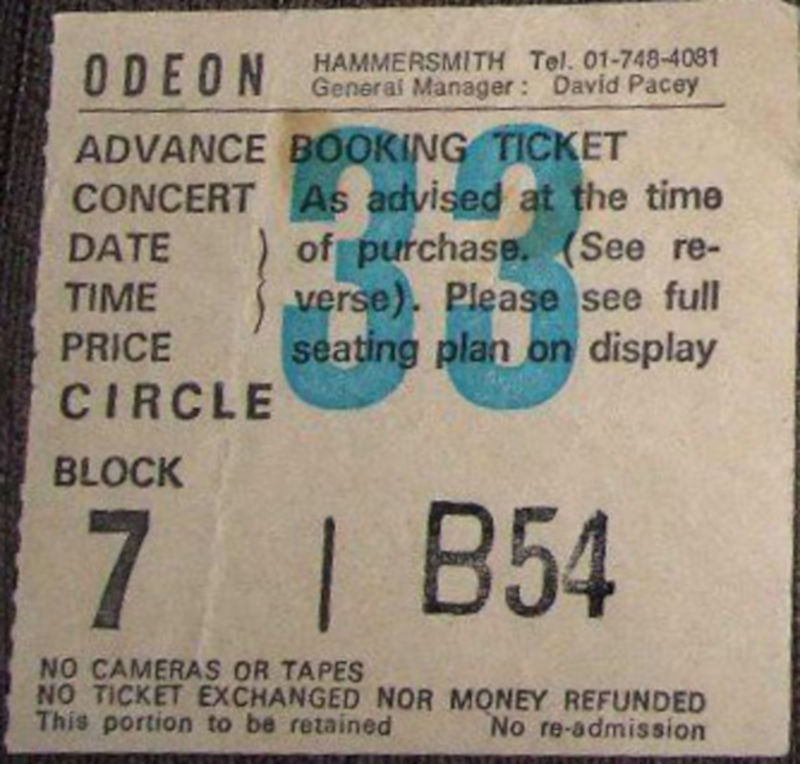 ODEON HAMMERSMITH Tel. 01-748-4081
General Manager : David Pacey
33
ADVANCE BOOKING TICKET
CONCERT As advised at the time
DATE } of purchase. (See re-
TIME verse). Please see full
PRICE seating plan on display
CIRCLE
BLOCK
7 | B54
NO CAMERAS OR TAPES
NO TICKET EXCHANGED NOR MONEY REFUNDED
This portion to be retained No re-admission